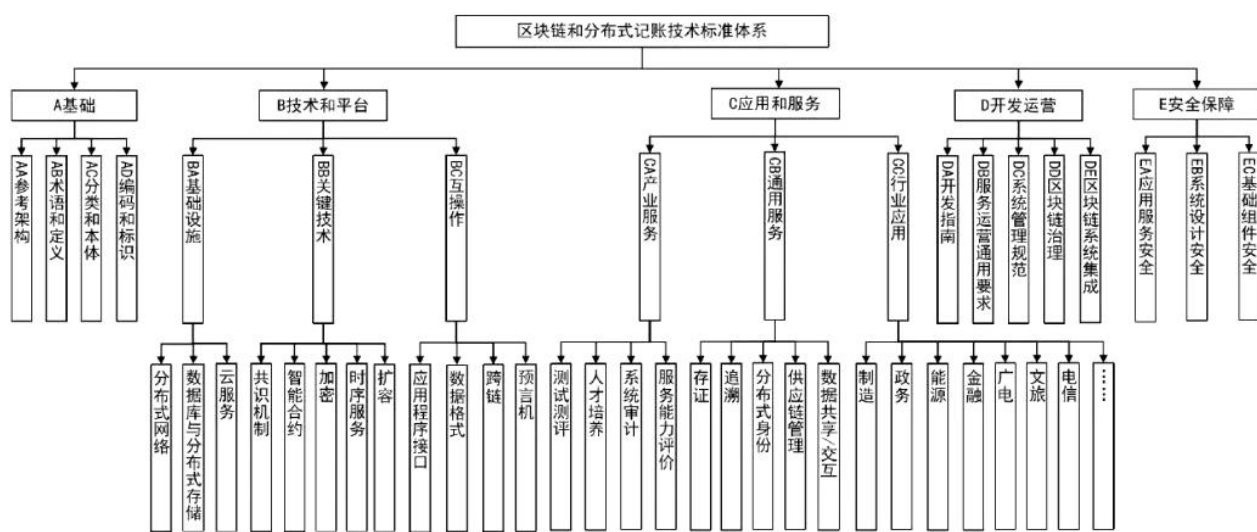 区块链和分布式记账技术标准体系
A基础
B技术和平台
C应用和服务
D开发运营
E安全保障
AA参考架构
AB术语和定义
AC分类和本体
AD编码和标识
BA基础设施
BB关键技术
BC互操作
CA产业服务
CB通用服务
CC行业应用
DA开发指南
DB服务运营通用要求
DC系统管理规范
DD区块链治理
DE区块链系统集成
EA应用服务安全
EB系统设计安全
EC基础组件安全
分布式网络
数据库与分布式存储
云服务
共识机制
智能合约
加密
时序服务
扩容
应用程序接口
数据格式
跨链
预言机
测试测评
人才培养
系统审计
服务能力评价
存证
追溯
分布式身份
供应链管理
数据共享/交互
制造
政务
能源
金融
广电
文旅
电信
……